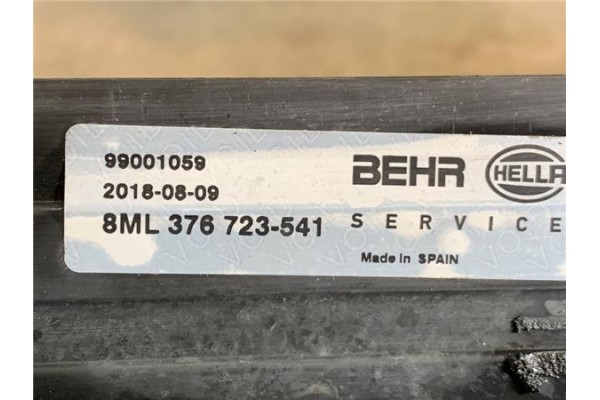 99001059
2018-08-09
8ML 376 723-541
BEHR HELLA
SERVICE
Made in SPAIN